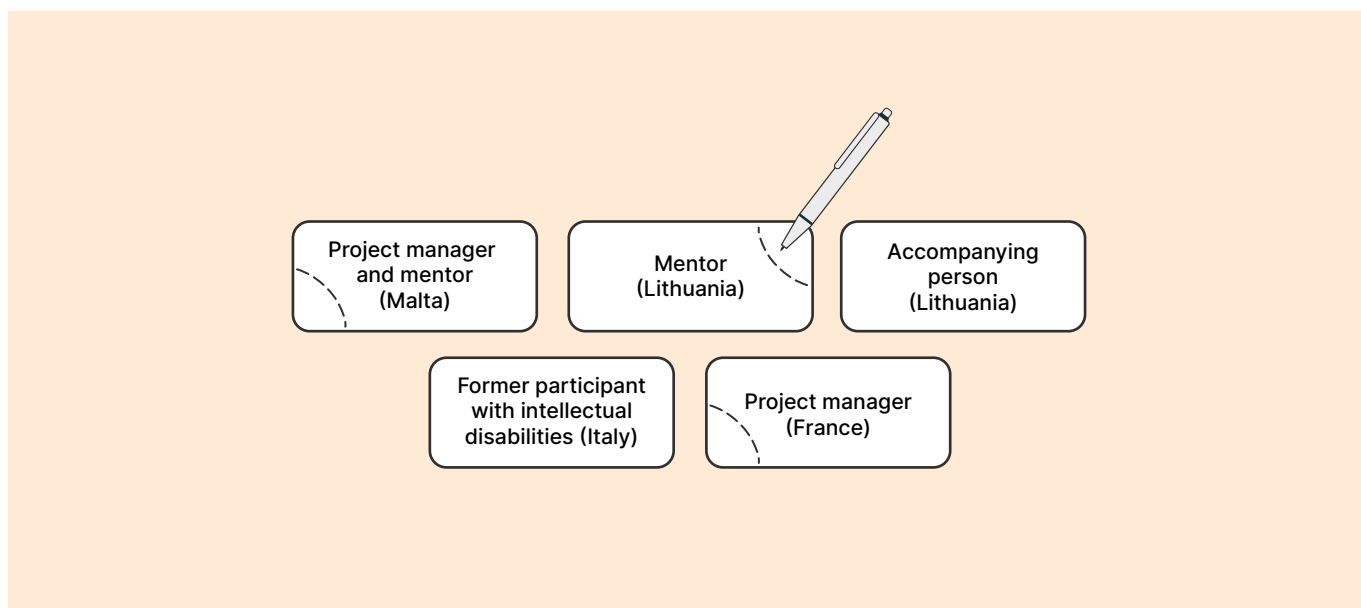 Project manager
and mentor
(Malta)
Mentor
(Lithuania)
Accompanying
person
(Lithuania)
Former participant
with intellectual
disabilities (Italy)
Project manager
(France)